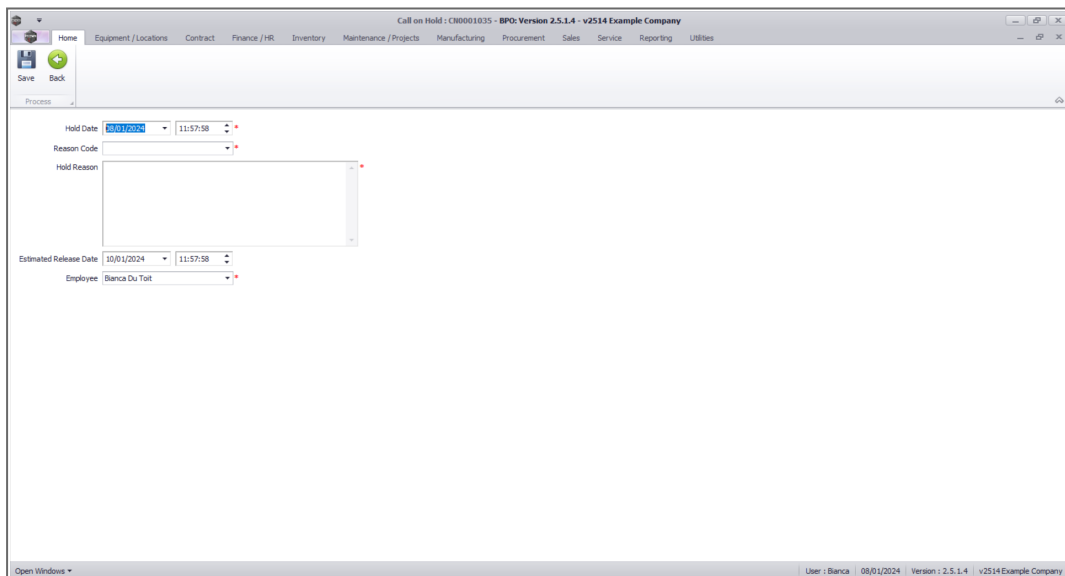 Call on Hold : CN0001035 - BPO: Version 2.5.1.4 - v2514 Example Company
Home Equipment / Locations Contract Finance / HR Inventory Maintenance / Projects Manufacturing Procurement Sales Service Reporting Utilities
Save Back
Process
Hold Date 08/01/2024 11:57:58 *
Reason Code *
Hold Reason *
Estimated Release Date 10/01/2024 11:57:58
Employee Bianca Du Toit *
Open Windows User : Bianca 08/01/2024 Version : 2.5.1.4 v2514 Example Company